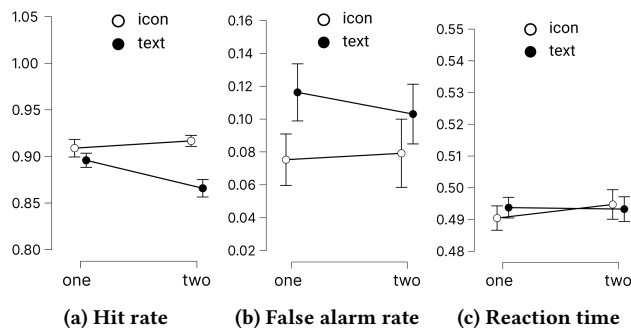 icon
text
1.05
1.00
0.95
0.90
0.85
0.80
one two
(a) Hit rate
icon
text
0.16
0.14
0.12
0.10
0.08
0.06
0.04
0.02
one two
(b) False alarm rate
icon
text
0.55
0.54
0.53
0.52
0.51
0.50
0.49
0.48
one two
(c) Reaction time